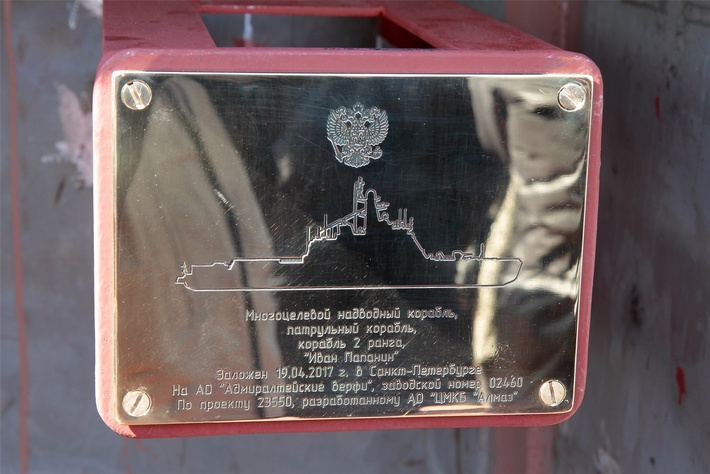 Многоцелевой надводный корабль,
патрульный корабль,
корабль 2 ранга,
"Иван Папанин"
Заложен 19.04.2017 г. в Санкт-Петербурге
На АО "Адмиралтейские верфи", заводской номер 02460
По проекту 23550, разработанному АО "ЦМКБ "Алмаз"